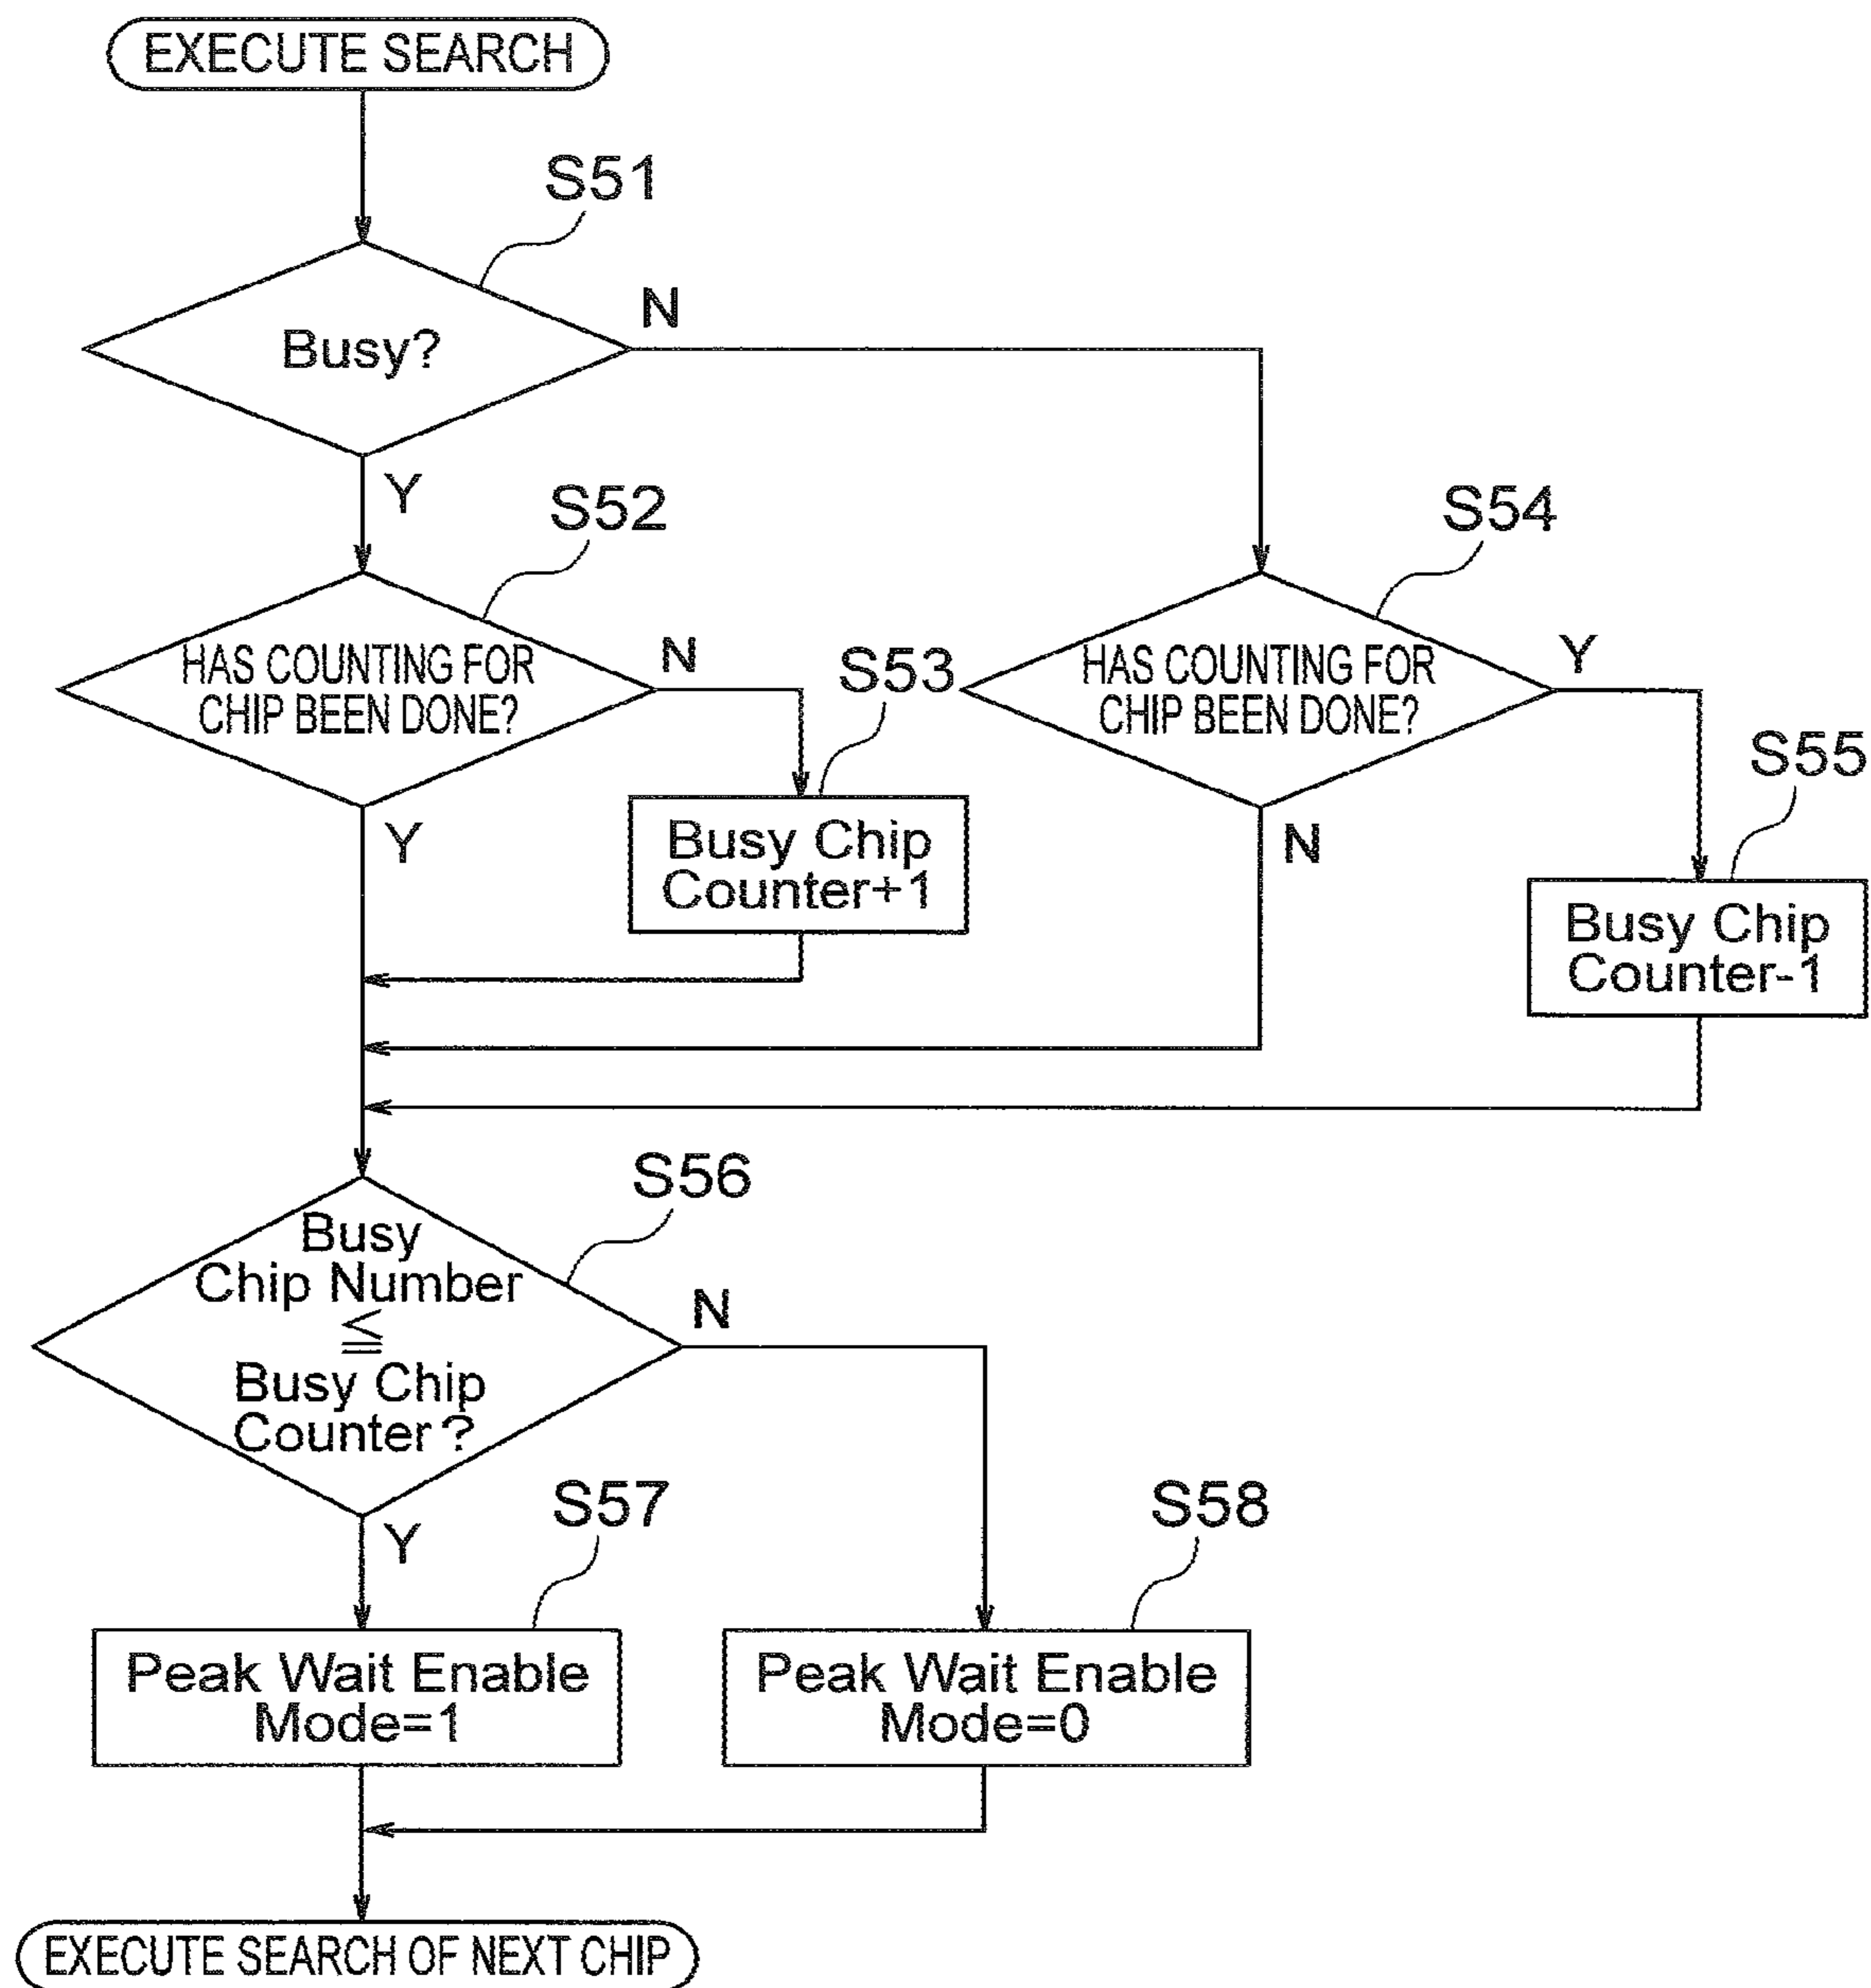 EXECUTE SEARCH
S51
Busy?
N
Y
S52
S54
HAS COUNTING FOR
CHIP BEEN DONE?
N
S53
HAS COUNTING FOR
CHIP BEEN DONE?
Y
S55
Y
Busy Chip
Counter+1
N
Busy Chip
Counter-1
S56
Busy
Chip Number
≦
Busy Chip
Counter?
N
Y
S57
S58
Peak Wait Enable
Mode=1
Peak Wait Enable
Mode=0
EXECUTE SEARCH OF NEXT CHIP